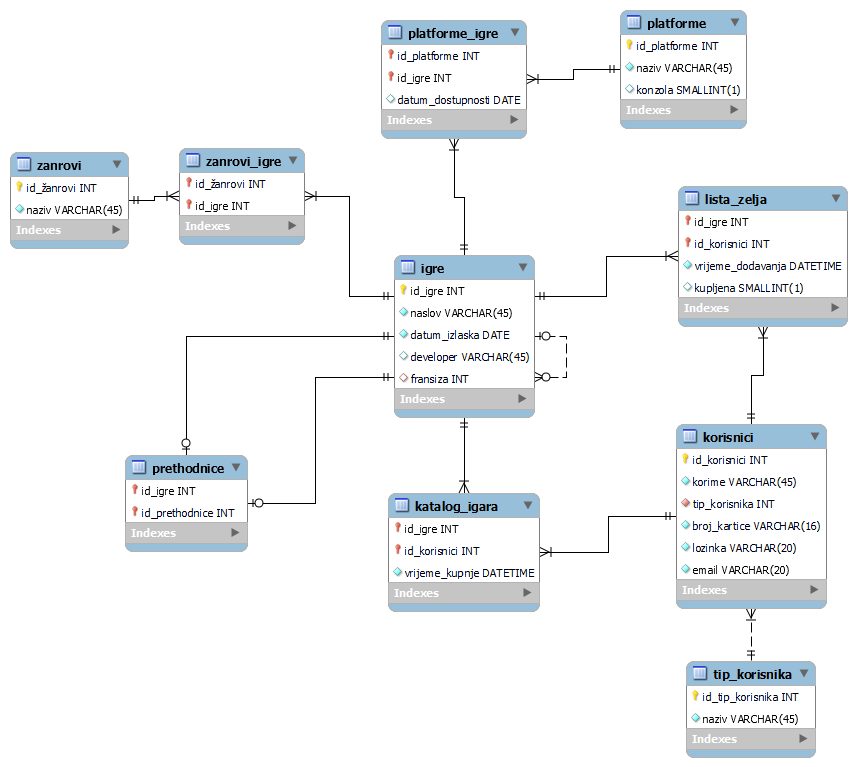 platforme_igre
id_platforme INT
id_igre INT
datum_dostupnosti DATE
Indexes
platforme
id_platforme INT
naziv VARCHAR(45)
konzola SMALLINT(1)
Indexes
zanrovi
id_žanrovi INT
naziv VARCHAR(45)
Indexes
zanrovi_igre
id_žanrovi INT
id_igre INT
Indexes
lista_zelja
id_igre INT
id_korisnici INT
vrijeme_dodavanja DATETIME
kupljena SMALLINT(1)
Indexes
igre
id_igre INT
naslov VARCHAR(45)
datum_izlaska DATE
developer VARCHAR(45)
fransiza INT
Indexes
prethodnice
id_igre INT
id_prethodnice INT
Indexes
katalog_igara
id_igre INT
id_korisnici INT
vrijeme_kupnje DATETIME
Indexes
korisnici
id_korisnici INT
korime VARCHAR(45)
tip_korisnika INT
broj_kartice VARCHAR(16)
lozinka VARCHAR(20)
email VARCHAR(20)
Indexes
tip_korisnika
id_tip_korisnika INT
naziv VARCHAR(45)
Indexes